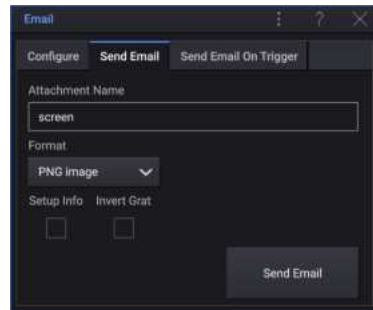 Email
Configure Send Email Send Email On Trigger
Attachment Name
screen
Format
PNG image
Setup Info Invert Grat
Send Email